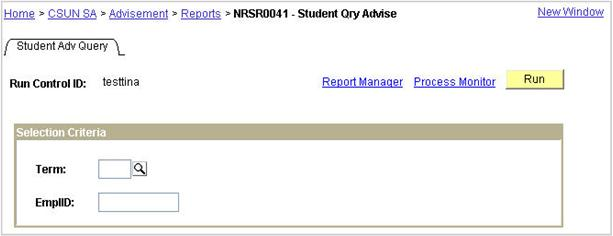 Home > CSUN SA > Advisement > Reports > NRSR0041 - Student Qry Advise New Window
Student Adv Query
Run Control ID: testtina Report Manager Process Monitor Run
Selection Criteria
Term:
EmplID: